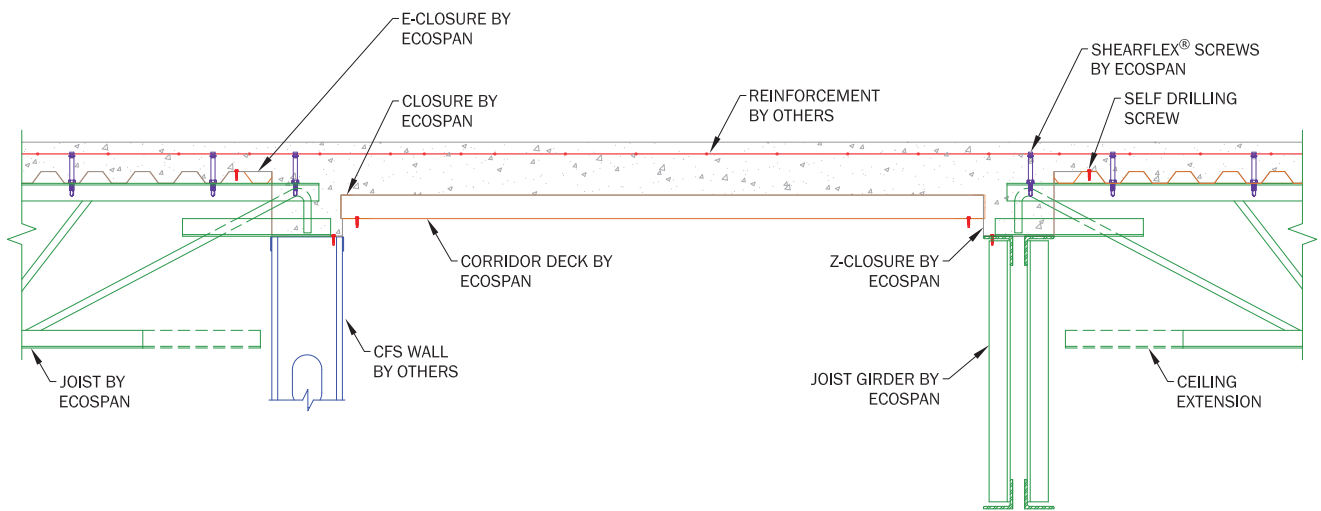 E-CLOSURE BY
ECOSPAN
CLOSURE BY
ECOSPAN
REINFORCEMENT
BY OTHERS
SHEARFLEX® SCREWS
BY ECOSPAN
SELF DRILLING
SCREW
CORRIDOR DECK BY
ECOSPAN
Z-CLOSURE BY
ECOSPAN
JOIST BY
ECOSPAN
CFS WALL
BY OTHERS
JOIST GIRDER BY
ECOSPAN
CEILING
EXTENSION